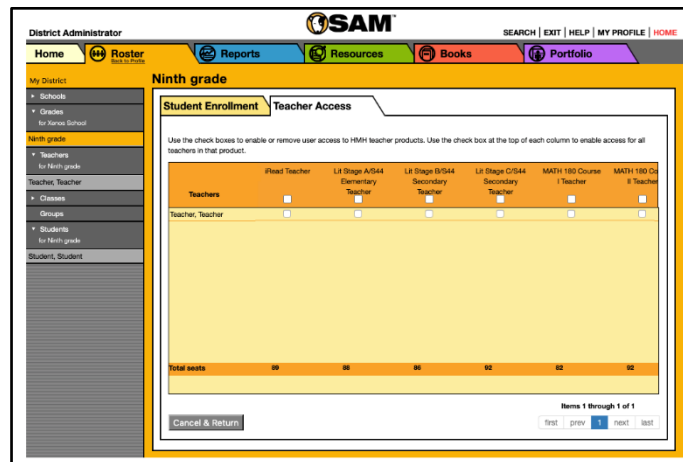 District Administrator
SAM
SEARCH | EXIT | HELP | MY PROFILE | HOME
Home
Roster
Back to Profile
Reports
Resources
Books
Portfolio
My District
Schools
Grades
for Xenos School
Ninth grade
Teachers
for Ninth grade
Teacher, Teacher
Classes
Groups
Students
for Ninth grade
Student, Student
Ninth grade
Student Enrollment
Teacher Access
Use the check boxes to enable or remove user access to HMH teacher products. Use the check box at the top of each column to enable access for all
teachers in that product.
iRead Teacher Lit Stage A/S44 Lit Stage B/S44 Lit Stage C/S44 MATH 180 Course MATH 180 Co
Elementary Secondary Secondary I Teacher II Teacher
Teachers Teacher Teacher Teacher
Teacher, Teacher
Total seats 89 88 86 92 82 92
Items 1 through 1 of 1
Cancel & Return
first prev 1 next last